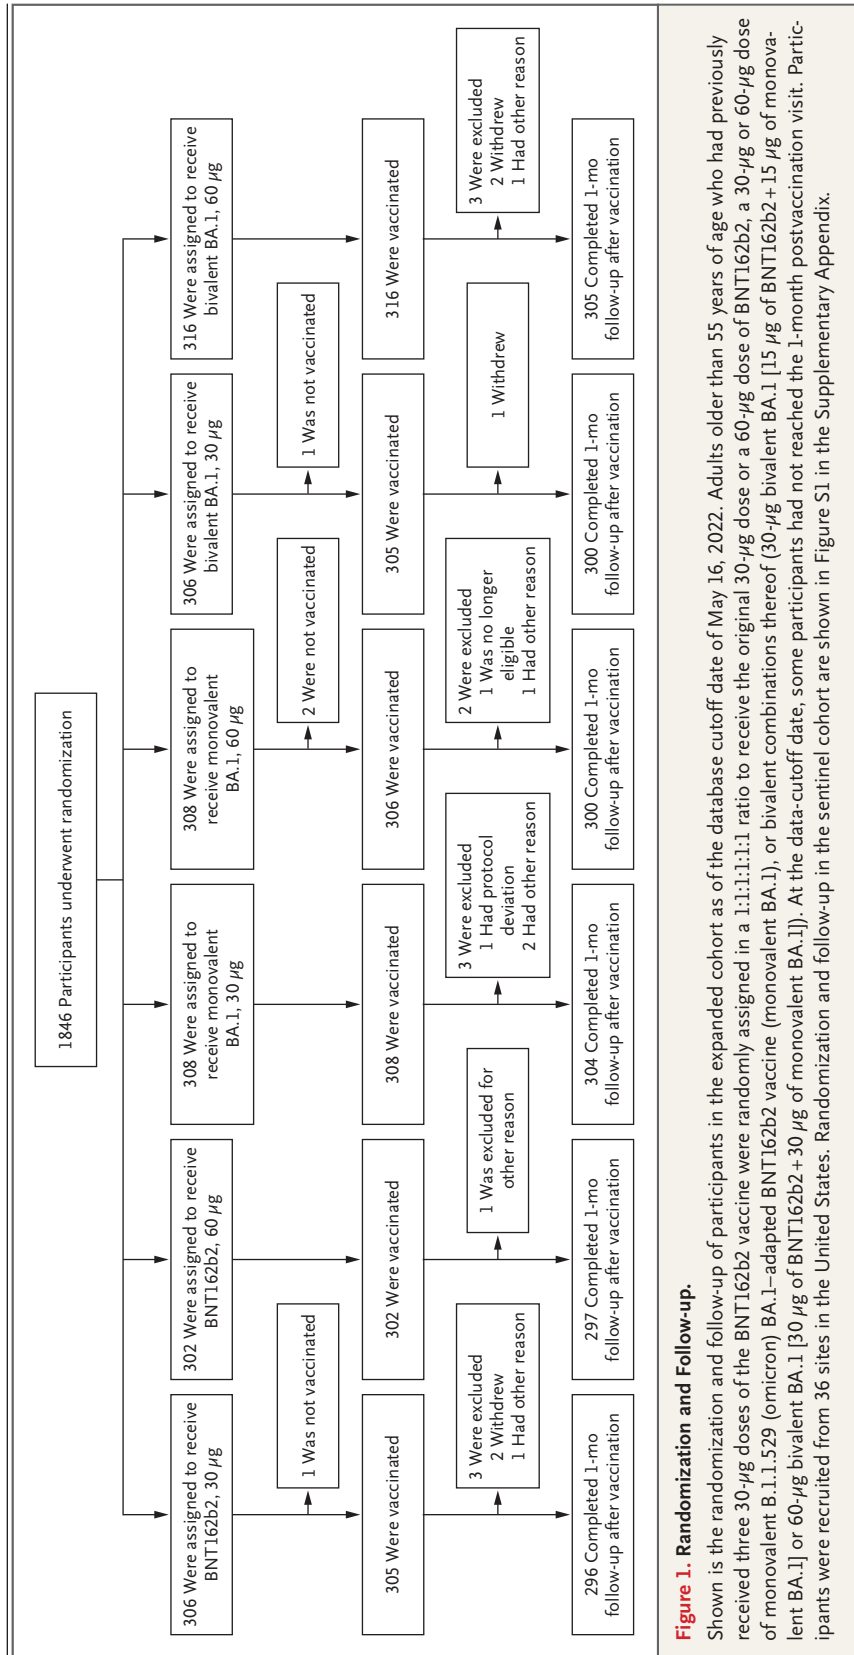 1846 Participants underwent randomization
306 Were assigned to receive
BNT162b2, 30 µg
302 Were assigned to receive
BNT162b2, 60 µg
308 Were assigned to
receive monovalent
BA.1, 30 µg
308 Were assigned to
receive monovalent
BA.1, 60 µg
306 Were assigned to receive
bivalent BA.1, 30 µg
316 Were assigned to receive
bivalent BA.1, 60 µg
1 Was not vaccinated
2 Were not vaccinated
1 Was not vaccinated
305 Were vaccinated
302 Were vaccinated
308 Were vaccinated
306 Were vaccinated
305 Were vaccinated
316 Were vaccinated
3 Were excluded
2 Withdrew
1 Had other reason
1 Was excluded for
other reason
3 Were excluded
1 Had protocol
deviation
2 Had other reason
2 Were excluded
1 Was no longer
eligible
1 Had other reason
1 Withdrew
3 Were excluded
2 Withdrew
1 Had other reason
296 Completed 1-mo
follow-up after vaccination
297 Completed 1-mo
follow-up after vaccination
304 Completed 1-mo
follow-up after vaccination
300 Completed 1-mo
follow-up after vaccination
300 Completed 1-mo
follow-up after vaccination
305 Completed 1-mo
follow-up after vaccination
Figure 1. Randomization and Follow-up.
Shown is the randomization and follow-up of participants in the expanded cohort as of the database cutoff date of May 16, 2022. Adults older than 55 years of age who had previously
received three 30-µg doses of the BNT162b2 vaccine were randomly assigned in a 1:1:1:1:1:1 ratio to receive the original 30-µg dose or a 60-µg dose of BNT162b2, a 30-µg or 60-µg dose
of monovalent B.1.1.529 (omicron) BA.1–adapted BNT162b2 vaccine (monovalent BA.1), or bivalent combinations thereof (30-µg bivalent BA.1 [15 µg of BNT162b2+15 µg of monova-
lent BA.1] or 60-µg bivalent BA.1 [30 µg of BNT162b2+30 µg of monovalent BA.1]). At the data-cutoff date, some participants had not reached the 1-month postvaccination visit. Partic-
ipants were recruited from 36 sites in the United States. Randomization and follow-up in the sentinel cohort are shown in Figure S1 in the Supplementary Appendix.